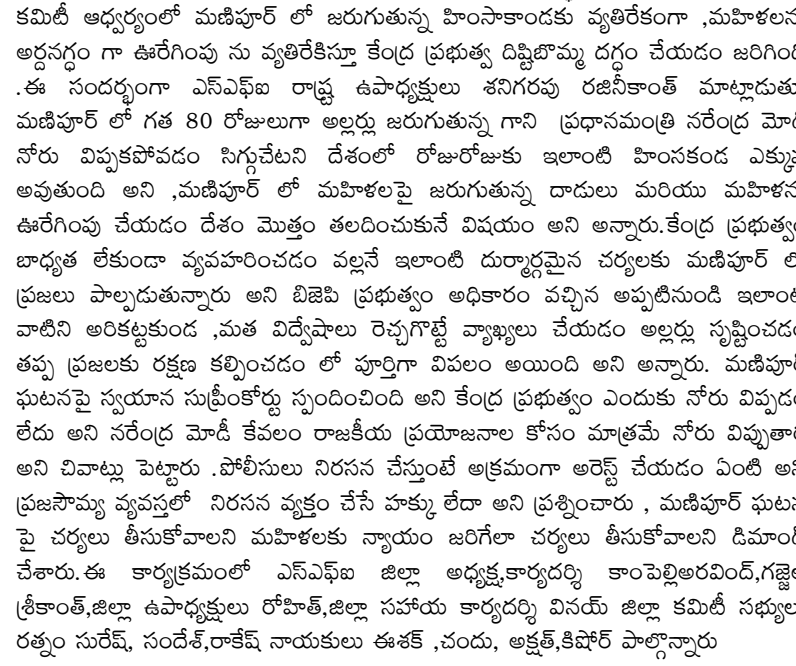 కమిటీ ఆధ్వర్యంలో మణిపూర్ లో జరుగుతున్న హింసాకాండకు వ్యతిరేకంగా ,మహిళలన
అర్దనగ్గం గా ఊరేగింపు ను వ్యతిరేకిస్తూ కేంద్ర ప్రభుత్వ దిష్టిబొమ్మ దగ్ధం చేయడం జరిగింది
.ఈ సందర్భంగా ఎస్ఎఫ్ఐ రాష్ట్ర ఉపాధ్యక్షులు శనిగరపు రజినీకాంత్ మాట్లాడుతు
మణిపూర్ లో గత 80 రోజులుగా అల్లర్లు జరుగుతున్న గాని ప్రధానమంత్రి నరేంద్ర మోది
నోరు విప్పకపోవడం సిగ్గుచేటని దేశంలో రోజురోజుకు ఇలాంటి హింసకండ ఎక్కువ
అవుతుంది అని ,మణిపూర్ లో మహిళలపై జరుగుతున్న దాడులు మరియు మహిళన
ఊరేగింపు చేయడం దేశం మొత్తం తలదించుకునే విషయం అని అన్నారు.కేంద్ర ప్రభుత్వం
బాధ్యత లేకుండా వ్యవహరించడం వల్లనే ఇలాంటి దుర్మార్గమైన చర్యలకు మణిపూర్ ల
ప్రజలు పాల్పడుతున్నారు అని బిజెపి ప్రభుత్వం అధికారం వచ్చిన అప్పటినుండి ఇలాంటి
వాటిని అరికట్టకుండ ,మత విద్వేషాలు రెచ్చగొట్టే వ్యాఖ్యలు చేయడం అల్లర్లు సృష్టించడం
తప్ప ప్రజలకు రక్షణ కల్పించడం లో పూర్తిగా విపలం అయింది అని అన్నారు. మణిపూర్
ఘటనపై స్వయాన సుప్రీంకోర్టు స్పందించింది అని కేంద్ర ప్రభుత్వం ఎందుకు నోరు విప్పడం
లేదు అని నరేంద్ర మోడీ కేవలం రాజకీయ ప్రయోజనాల కోసం మాత్రమే నోరు విప్పుతార
అని చివాట్లు పెట్టారు .పోలీసులు నిరసన చేస్తుంటే అక్రమంగా అరెస్ట్ చేయడం ఏంటి అని
ప్రజసౌమ్య వ్యవస్తలో నిరసన వ్యక్తం చేసే హక్కు లేదా అని ప్రశ్నించారు , మణిపూర్ ఘటన
పై చర్యలు తీసుకోవాలని మహిళలకు న్యాయం జరిగేలా చర్యలు తీసుకోవాలని డిమాండ్
చేశారు.ఈ కార్యక్రమంలో ఎస్ఎఫ్ఐ జిల్లా అధ్యక్ష,కార్యదర్శి కాంపెల్లిఅరవింద్,గజ్జెల
శ్రీకాంత్,జిల్లా ఉపాధ్యక్షులు రోహిత్,జిల్లా సహాయ కార్యదర్శి వినయ్ జిల్లా కమిటీ సభ్యుల
రత్నం సురేష్, సందేశ్,రాకేష్ నాయకులు ఈశక్ ,చందు, అక్షత్,కిషోర్ పాల్గొన్నారు